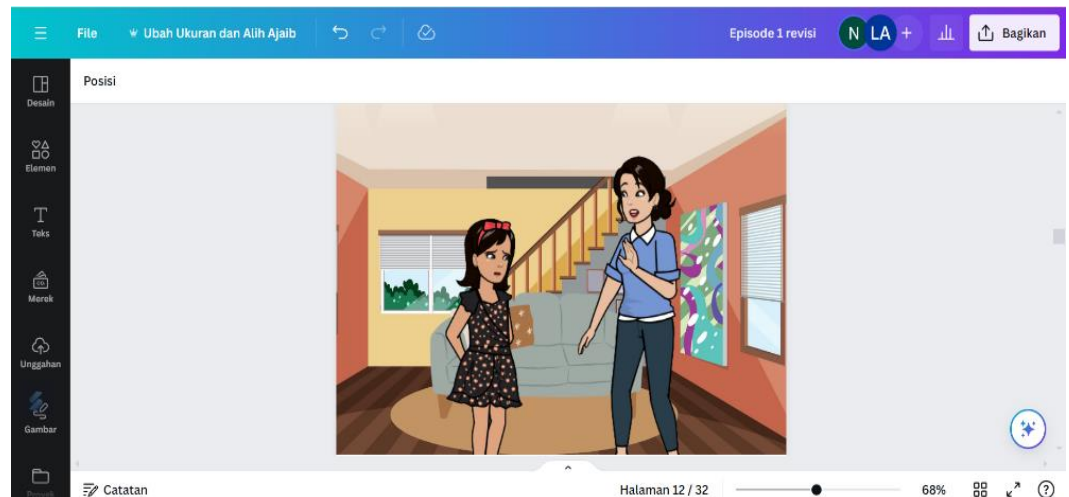 File
Ubah Ukuran dan Alih Ajaib
Episode 1 revisi
N
LA
+
Bagikan
Posisi
Desain
Elemen
T
Teks
Merek
Unggahan
Gambar
Catatan
Halaman 12 / 32
68%
?